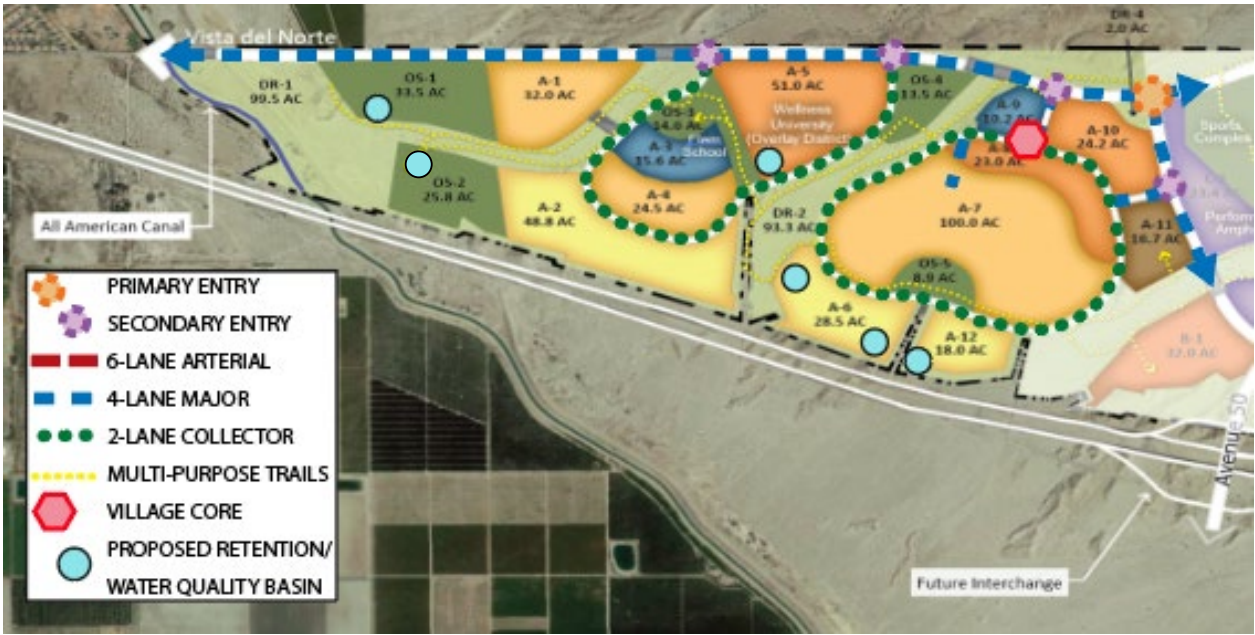 Vista del Norte
DR-4
2.0 AC
DR-1
99.5 AC
OS-1
33.5 AC
A-1
32.0 AC
A-5
51.0 AC
Wellness
University
(Overlay District)
OS-4
13.5 AC
A-9
10.2 AC
A-10
24.2 AC
Sports
Complex
OS-3
14.0 AC
A-3
15.6 AC
School
23.0 AC
OS-2
25.8 AC
A-4
24.5 AC
A-2
48.8 AC
DR-2
93.3 AC
A-7
100.0 AC
A-11
16.7 AC
OS-5
8.9 AC
A-6
28.5 AC
A-12
18.0 AC
B-1
32.0 AC
All American Canal
Avenue 50
Future Interchange
PRIMARY ENTRY
SECONDARY ENTRY
6-LANE ARTERIAL
4-LANE MAJOR
2-LANE COLLECTOR
MULTI-PURPOSE TRAILS
VILLAGE CORE
PROPOSED RETENTION/
WATER QUALITY BASIN